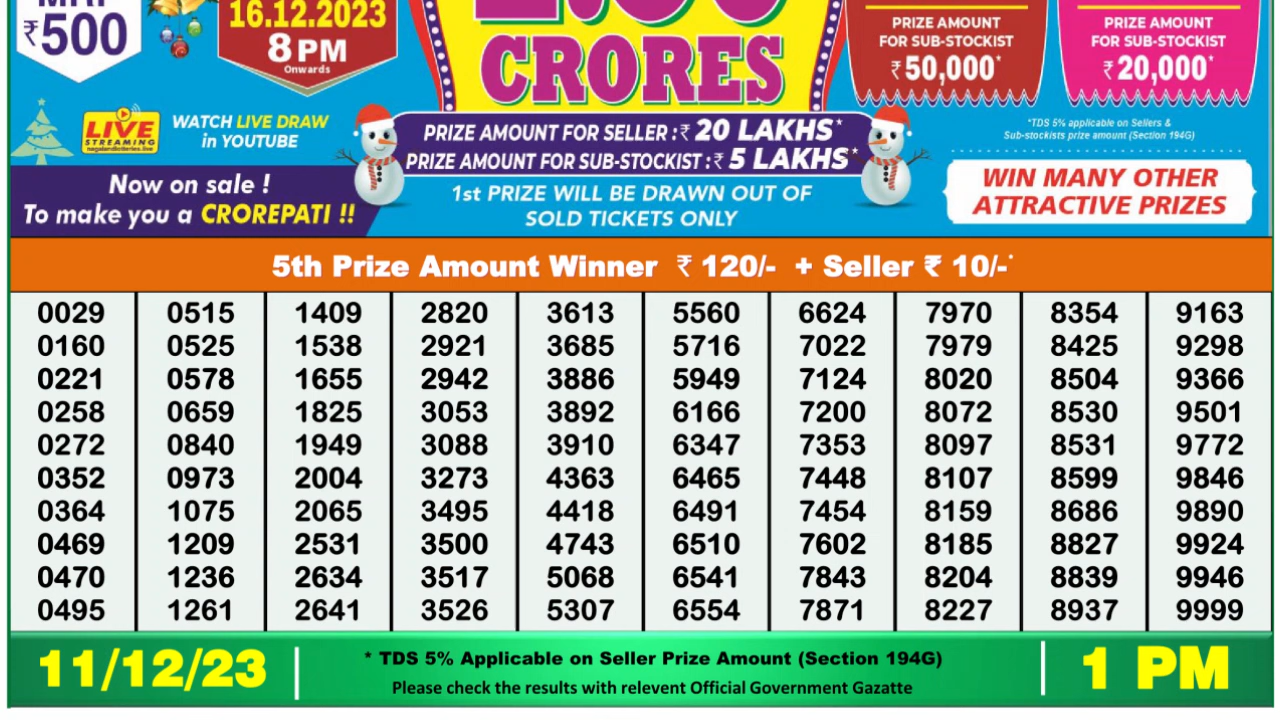 ₹500
16.12.2023
8 PM
Onwards
CRORES
PRIZE AMOUNT
FOR SUB-STOCKIST
₹50,000*
PRIZE AMOUNT
FOR SUB-STOCKIST
₹20,000*
LIVE
STREAMING
nagalandlotteries.live
WATCH LIVE DRAW
in YOUTUBE
PRIZE AMOUNT FOR SELLER : ₹ 20 LAKHS*
PRIZE AMOUNT FOR SUB-STOCKIST : ₹ 5 LAKHS*
*TDS 5% applicable on Sellers &
Sub-stockists prize amount (Section 194G)
Now on sale !
To make you a CROREPATI !!
1st PRIZE WILL BE DRAWN OUT OF
SOLD TICKETS ONLY
WIN MANY OTHER
ATTRACTIVE PRIZES
5th Prize Amount Winner ₹ 120/- + Seller ₹ 10/-*
0029 0515 1409 2820 3613 5560 6624 7970 8354 9163
0160 0525 1538 2921 3685 5716 7022 7979 8425 9298
0221 0578 1655 2942 3886 5949 7124 8020 8504 9366
0258 0659 1825 3053 3892 6166 7200 8072 8530 9501
0272 0840 1949 3088 3910 6347 7353 8097 8531 9772
0352 0973 2004 3273 4363 6465 7448 8107 8599 9846
0364 1075 2065 3495 4418 6491 7454 8159 8686 9890
0469 1209 2531 3500 4743 6510 7602 8185 8827 9924
0470 1236 2634 3517 5068 6541 7843 8204 8839 9946
0495 1261 2641 3526 5307 6554 7871 8227 8937 9999
11/12/23
* TDS 5% Applicable on Seller Prize Amount (Section 194G)
Please check the results with relevent Official Government Gazatte
1 PM